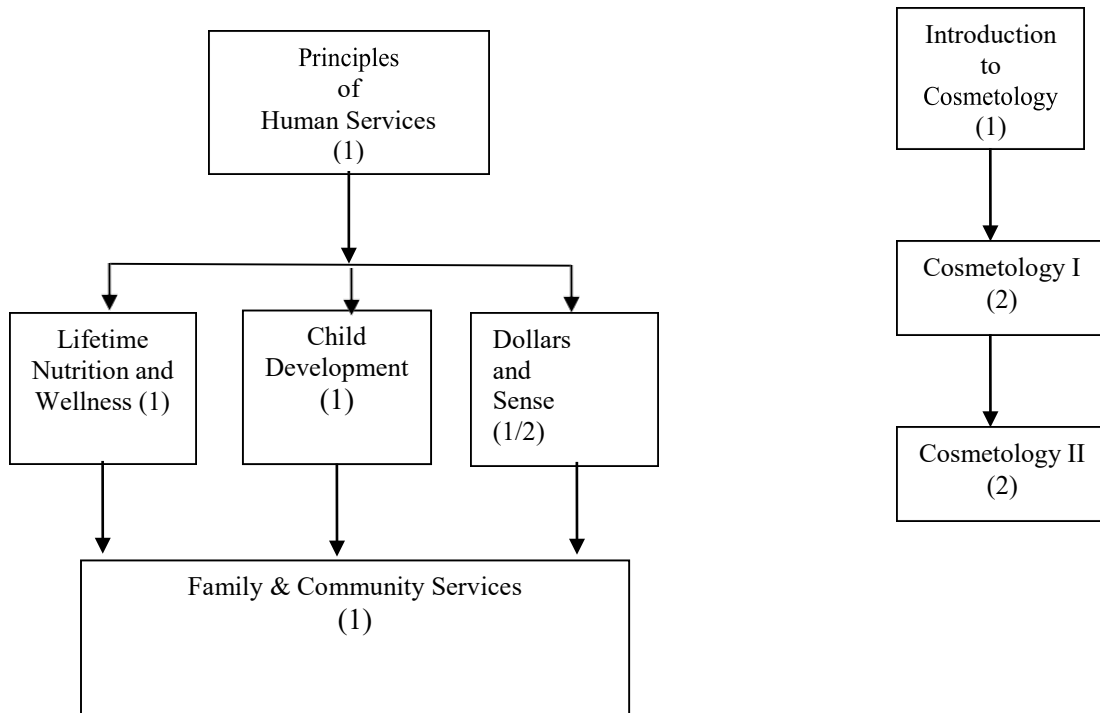 Principles
of
Human Services
(1)
Lifetime
Nutrition and
Wellness (1)
Child
Development
(1)
Dollars
and
Sense
(1/2)
Family & Community Services
(1)
Introduction
to
Cosmetology
(1)
Cosmetology I
(2)
Cosmetology II
(2)